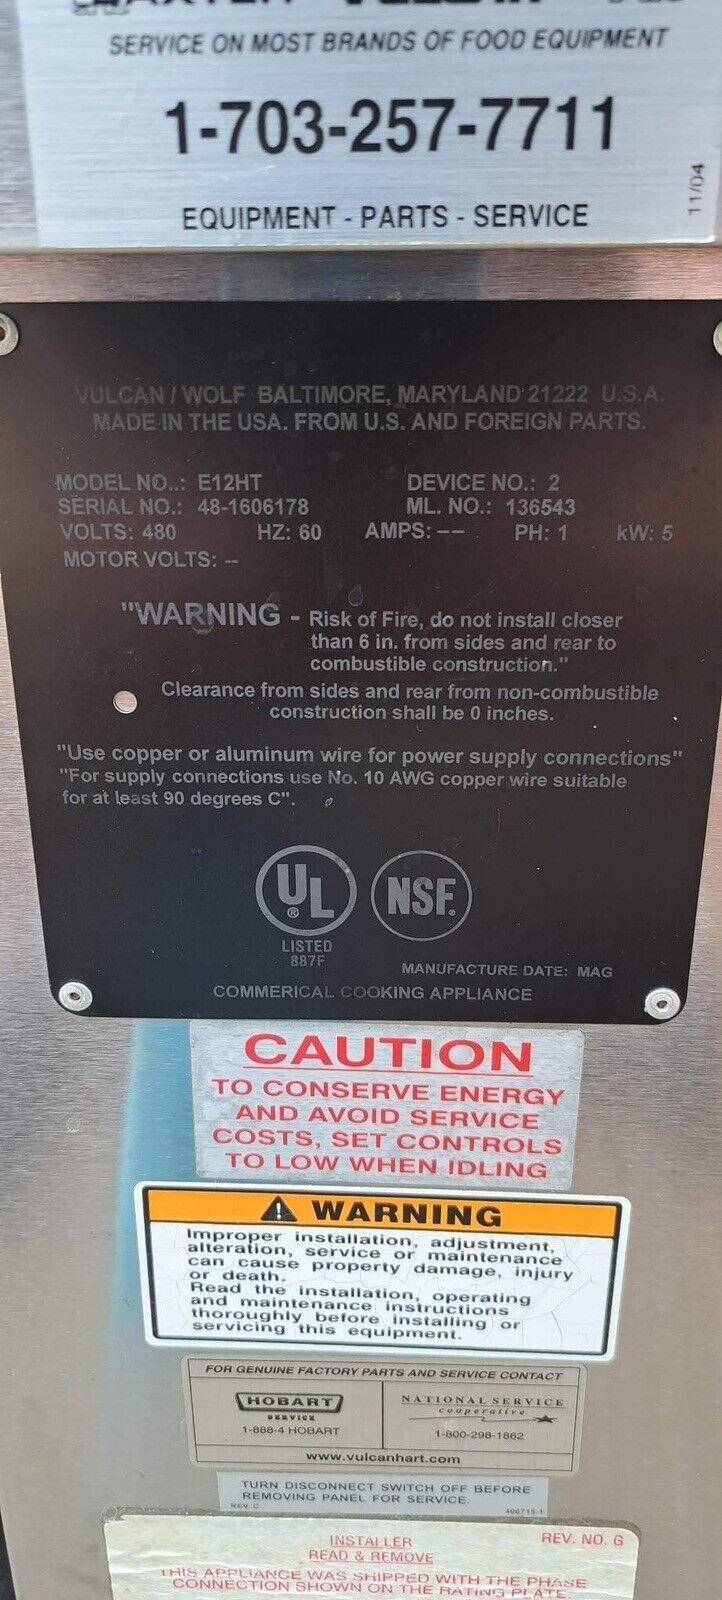 SERVICE ON MOST BRANDS OF FOOD EQUIPMENT
1-703-257-7711
EQUIPMENT - PARTS - SERVICE
11/04
VULCAN / WOLF BALTIMORE, MARYLAND 21222 U.S.A.
MADE IN THE USA. FROM U.S. AND FOREIGN PARTS.
MODEL NO..: E12HT DEVICE NO.: 2
SERIAL NO.: 48-1606178 ML. NO.: 136543
VOLTS: 480 HZ: 60 AMPS: -- PH: 1 kW: 5
MOTOR VOLTS: --
"WARNING - Risk of Fire, do not install closer
than 6 in. from sides and rear to
combustible construction."
Clearance from sides and rear from non-combustible
construction shall be 0 inches.
"Use copper or aluminum wire for power supply connections"
"For supply connections use No. 10 AWG copper wire suitable
for at least 90 degrees C".
UL ® NSF®
LISTED
887F
MANUFACTURE DATE: MAG
COMMERICAL COOKING APPLIANCE
CAUTION
TO CONSERVE ENERGY
AND AVOID SERVICE
COSTS, SET CONTROLS
TO LOW WHEN IDLING
WARNING
Improper installation, adjustment,
alteration, service or maintenance
can cause property damage, injury
or death.
Read the installation, operating
and maintenance instructions
thoroughly before installing or
servicing this equipment.
FOR GENUINE FACTORY PARTS AND SERVICE CONTACT
HOBART NATIONAL SERVICE
SERVICE cooperative
1-888-4 HOBART 1-800-298-1862
www.vulcanhart.com
TURN DISCONNECT SWITCH OFF BEFORE
REMOVING PANEL FOR SERVICE.
REV. C 406718-1
INSTALLER REV. NO. G
READ & REMOVE
THIS APPLIANCE WAS SHIPPED WITH THE PHASE
CONNECTION SHOWN ON THE RATING PLATE.